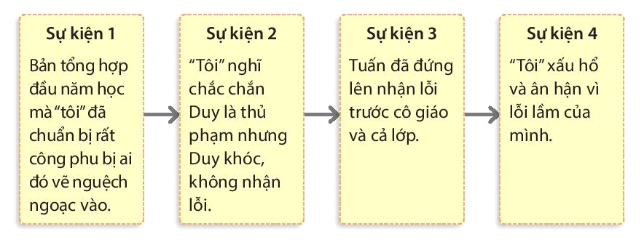 Sự kiện 1
Bản tổng hợp
đầu năm học
mà “tôi” đã
chuẩn bị rất
công phu bị ai
đó vẽ nguệch
ngoạc vào.
Sự kiện 2
“Tôi” nghĩ
chắc chắn
Duy là thủ
phạm nhưng
Duy khóc,
không nhận
lỗi.
Sự kiện 3
Tuấn đã đứng
lên nhận lỗi
trước cô giáo
và cả lớp.
Sự kiện 4
“Tôi” xấu hổ
và ân hận vì
lỗi lầm của
mình.